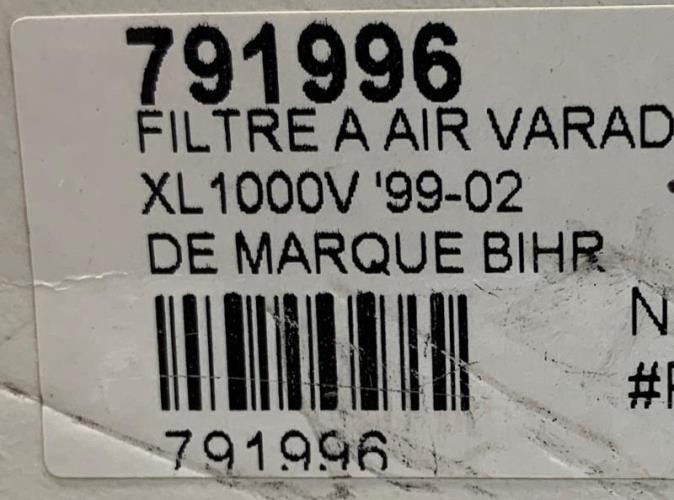 791996
FILTRE A AIR VARAD
XL1000V '99-02
DE MARQUE BIHR
791996